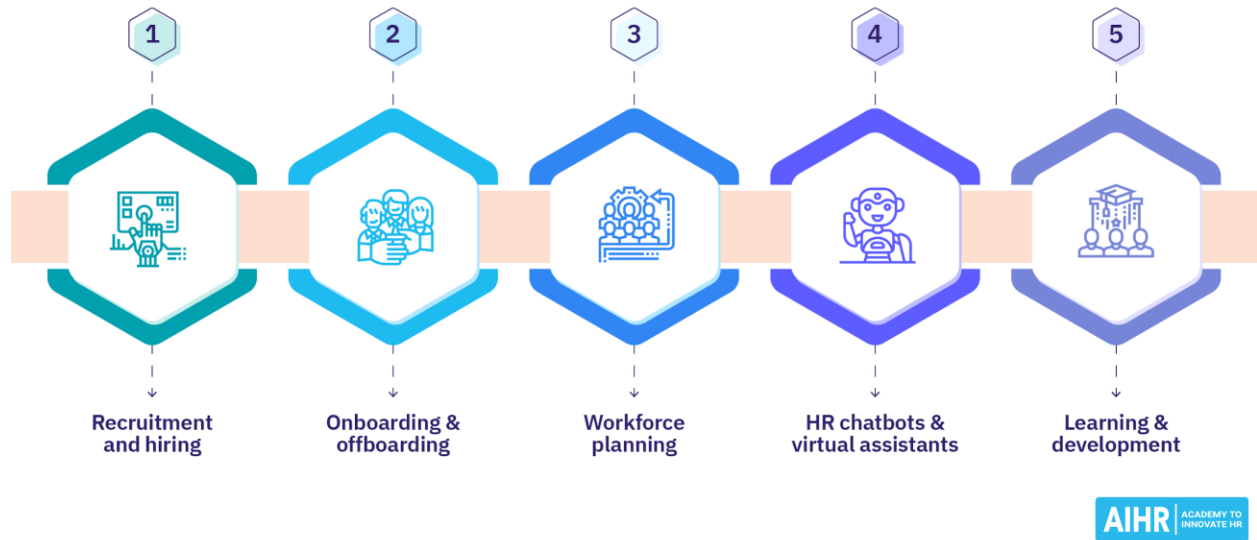 1
2
3
4
5
Recruitment
and hiring
Onboarding &
offboarding
Workforce
planning
HR chatbots &
virtual assistants
Learning &
development
AIHR
ACADEMY TO
INNOVATE HR